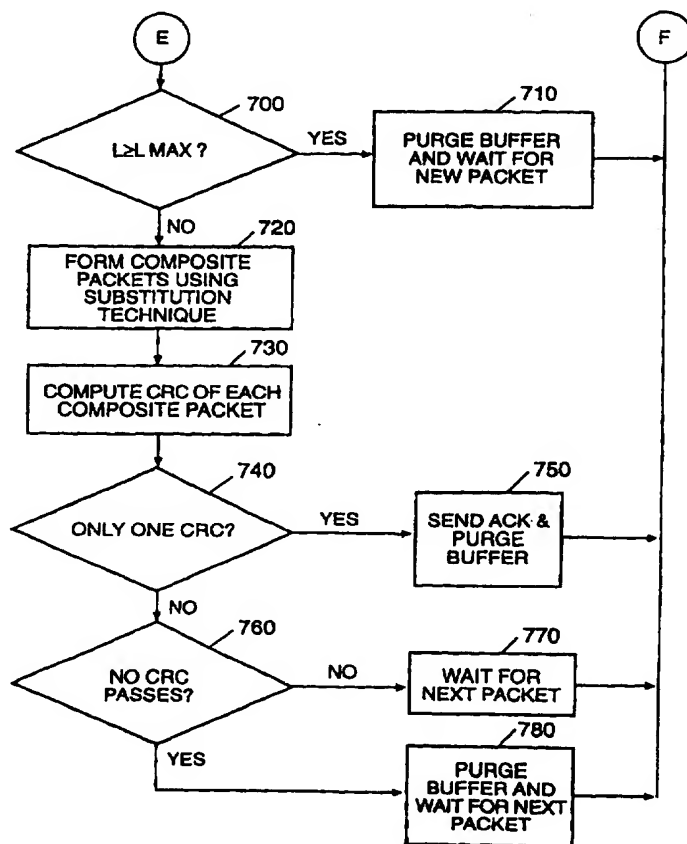 E
F
700
L≥L MAX ?
YES
710
PURGE BUFFER
AND WAIT FOR
NEW PACKET
NO
720
FORM COMPOSITE
PACKETS USING
SUBSTITUTION
TECHNIQUE
730
COMPUTE CRC OF EACH
COMPOSITE PACKET
740
ONLY ONE CRC?
YES
750
SEND ACK &
PURGE
BUFFER
NO
760
NO CRC
PASSES?
NO
770
WAIT FOR
NEXT PACKET
YES
780
PURGE
BUFFER AND
WAIT FOR NEXT
PACKET